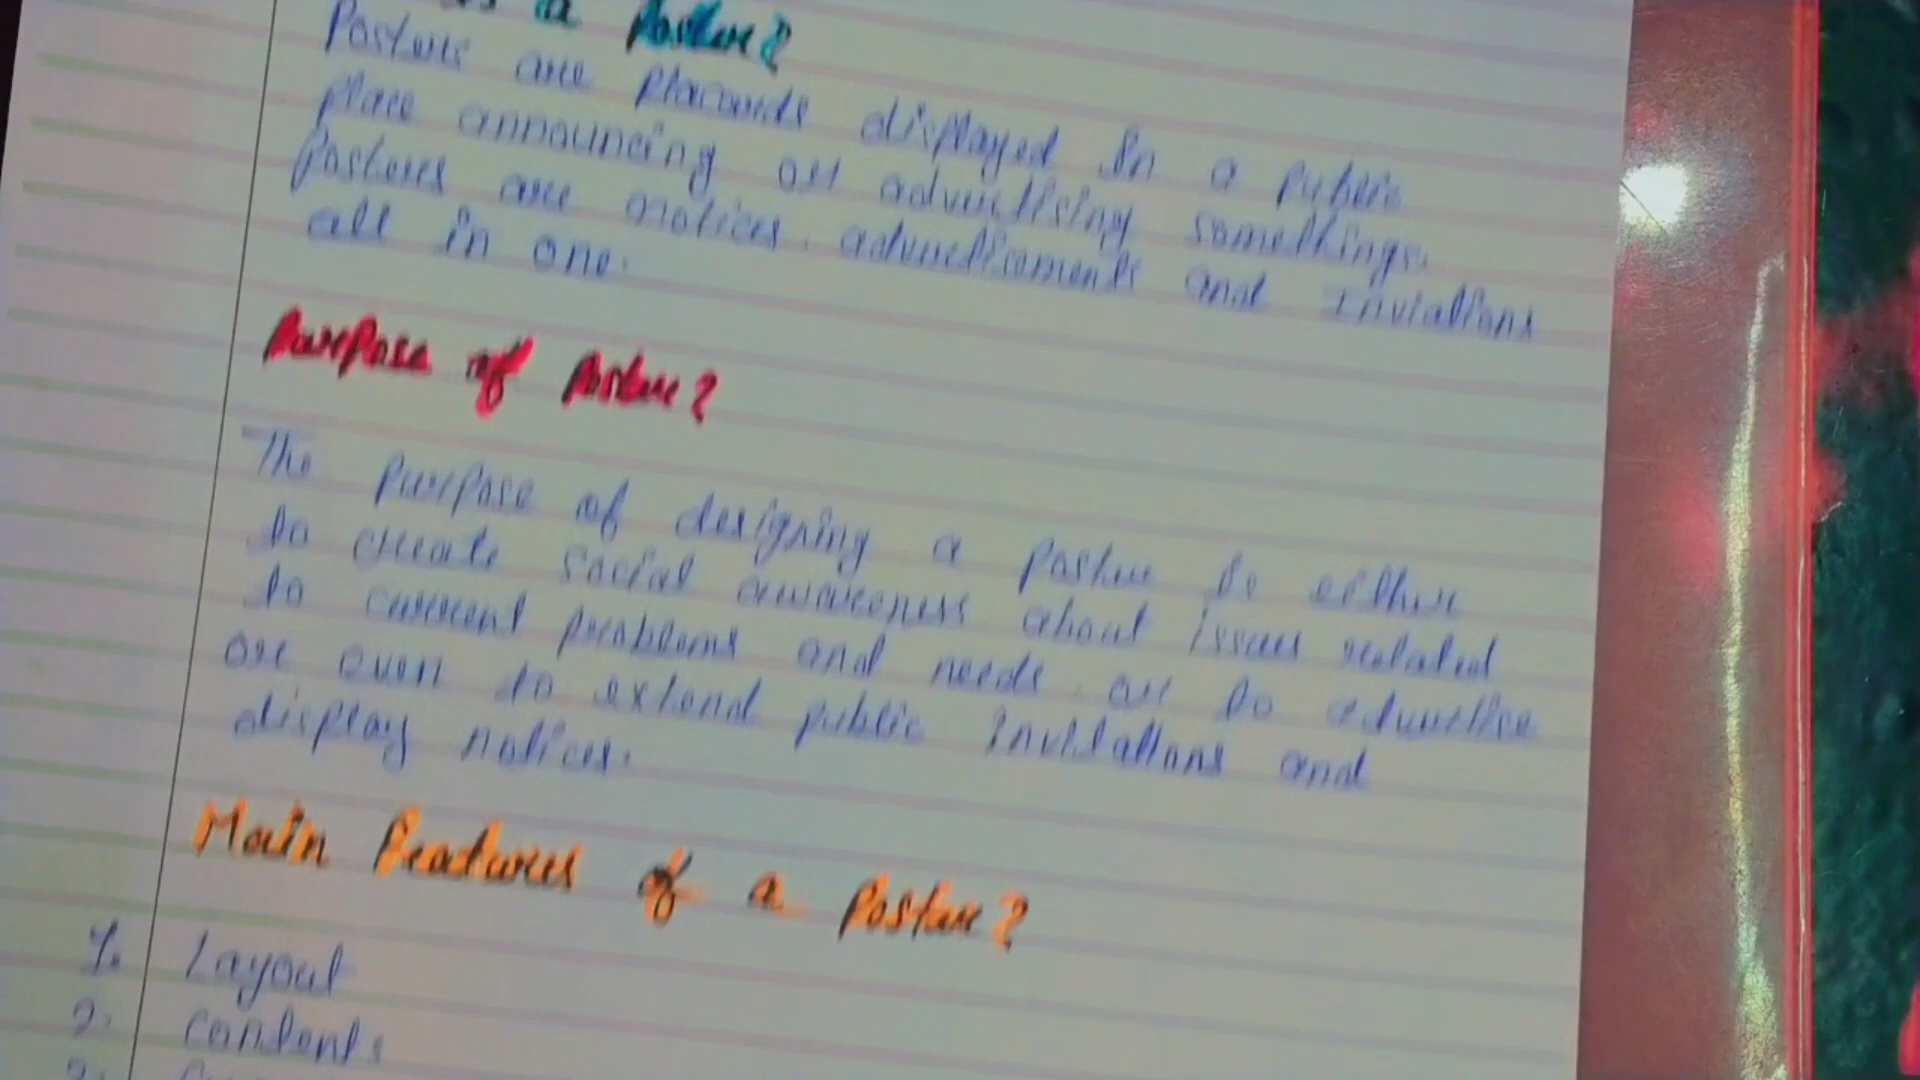 is a Poster?
Posters are Placards displayed in a public
place announcing or advertising somethings.
Posters are notices, advertisements and Invitations
all in one.
Purpose of Poster?
The purpose of designing a poster is either
to create social awareness about issues related
to current problems and needs, or to advertise
or even to extend public invitations and
display notices.
Main Features of a Poster?
1. Layout
2. contents